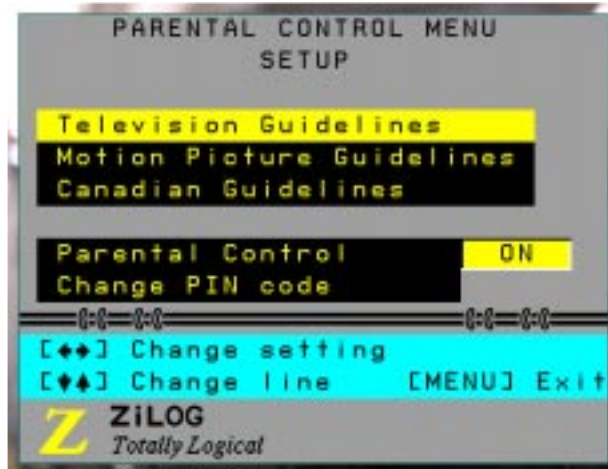 PARENTAL CONTROL MENU
SETUP
Television Guidelines
Motion Picture Guidelines
Canadian Guidelines
Parental Control ON
Change PIN code
[◆◆] Change setting
[♦♦] Change line [MENU] Exit
Z ZiLOG
Totally Logical